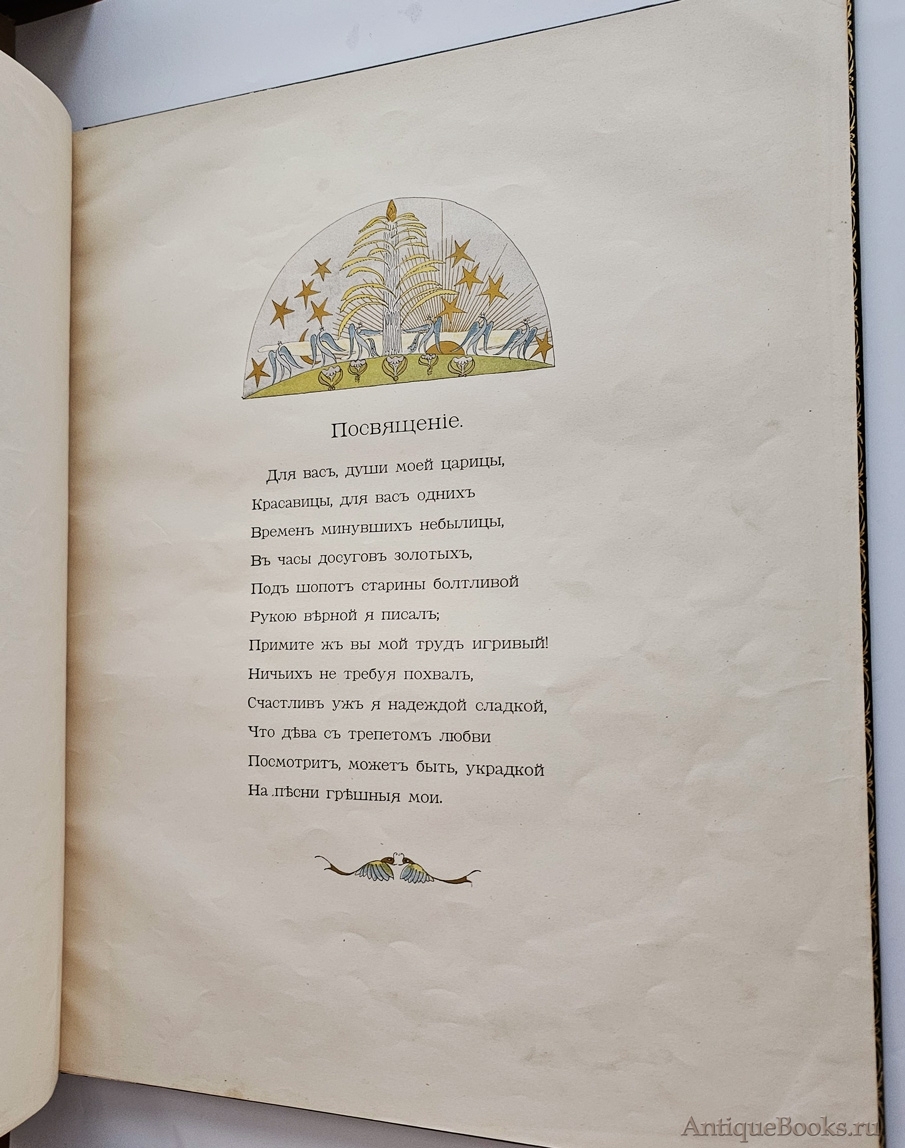 Посвященіе.
Для васъ, души моей царицы,
Красавицы, для васъ однихъ
Временъ минувшихъ небылицы,
Въ часы досуговъ золотыхъ,
Подъ шопотъ старины болтливой
Рукою вѣрной я писалъ;
Примите жъ вы мой трудъ игривый!
Ничьихъ не требуя похвалъ,
Счастливъ ужъ я надеждой сладкой,
Что дѣва съ трепетомъ любви
Посмотритъ, можетъ быть, украдкой
На пѣсни грѣшныя мои.
AntiqueBooks.ru